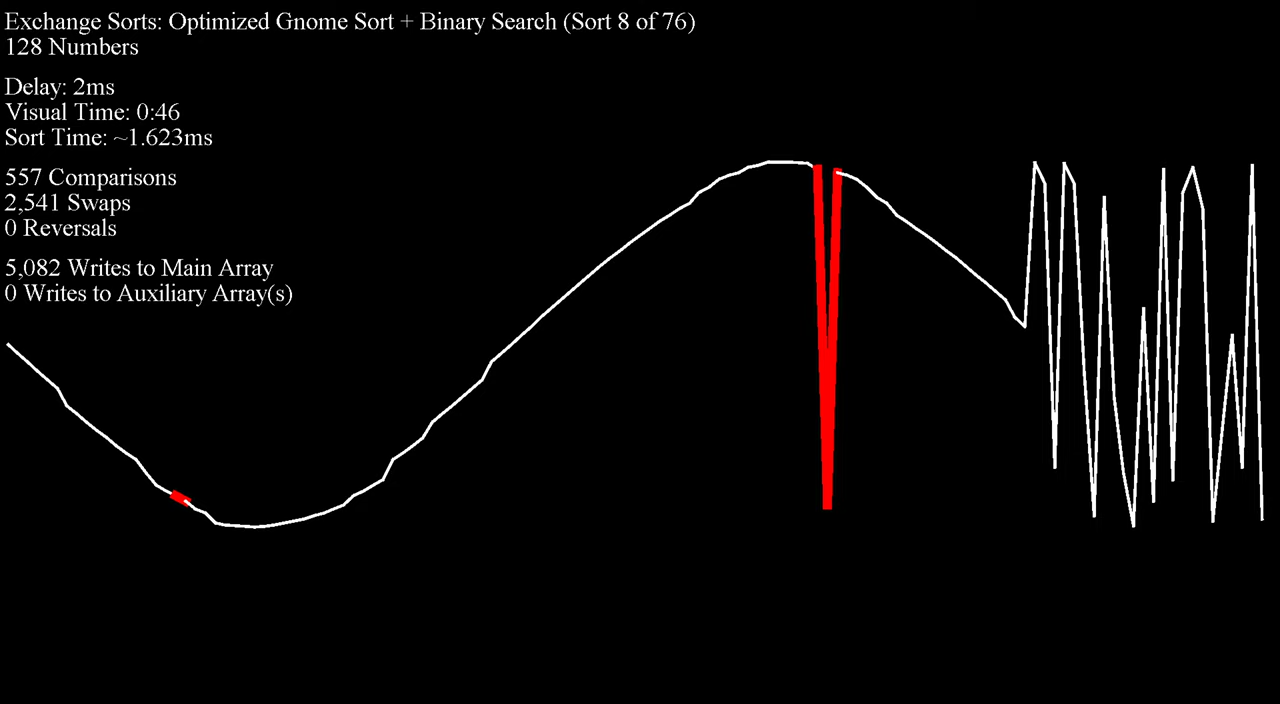 Exchange Sorts: Optimized Gnome Sort + Binary Search (Sort 8 of 76)
128 Numbers
Delay: 2ms
Visual Time: 0:46
Sort Time: ~1.623ms
557 Comparisons
2,541 Swaps
0 Reversals
5,082 Writes to Main Array
0 Writes to Auxiliary Array(s)